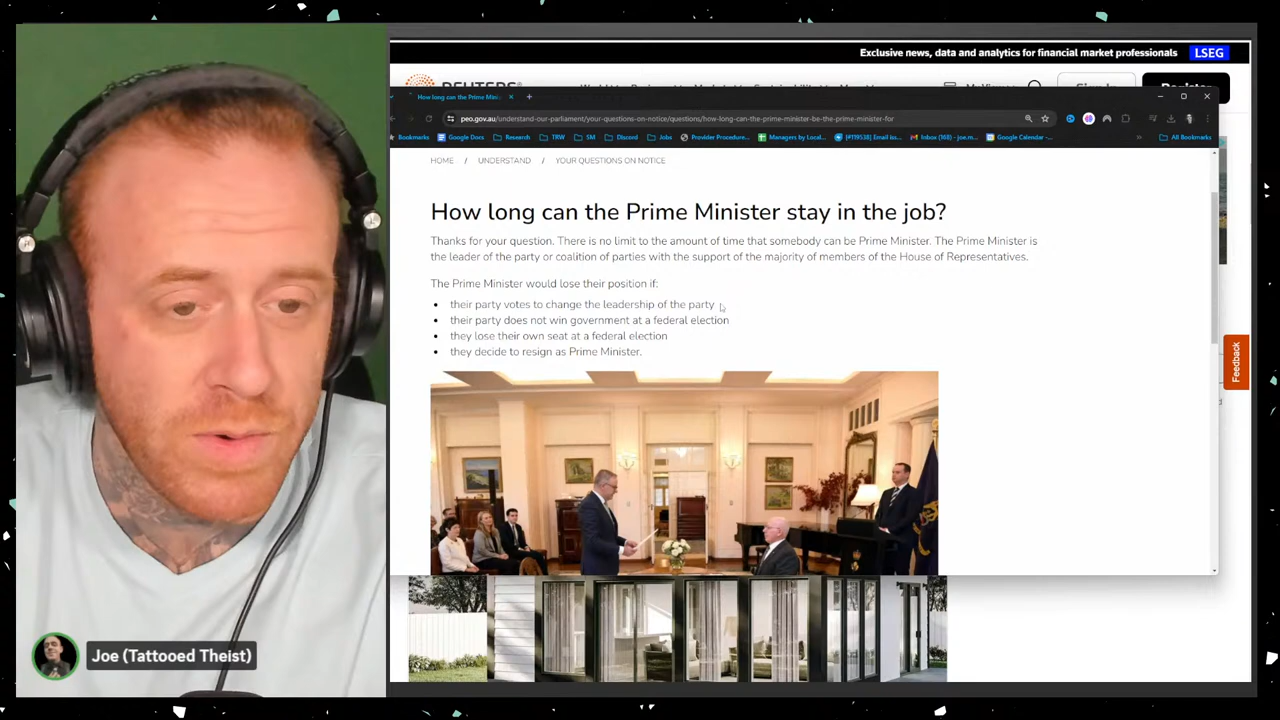 Exclusive news, data and analytics for financial market professionals LSEG
REUTERS
How long can the Prime Minis
peo.gov.au/understand-our-parliament/your-questions-on-notice/questions/how-long-can-the-prime-minister-be-the-prime-minister-for
Bookmarks Google Docs Research TRW SM Discord Jobs Provider Procedure... Managers by Local... [#119538] Email iss... Inbox (168) - joe.m... Google Calendar -... All Bookmarks
HOME / UNDERSTAND / YOUR QUESTIONS ON NOTICE
How long can the Prime Minister stay in the job?
Thanks for your question. There is no limit to the amount of time that somebody can be Prime Minister. The Prime Minister is
the leader of the party or coalition of parties with the support of the majority of members of the House of Representatives.
The Prime Minister would lose their position if:
• their party votes to change the leadership of the party
• their party does not win government at a federal election
• they lose their own seat at a federal election
• they decide to resign as Prime Minister.
Feedback
Joe (Tattooed Theist)